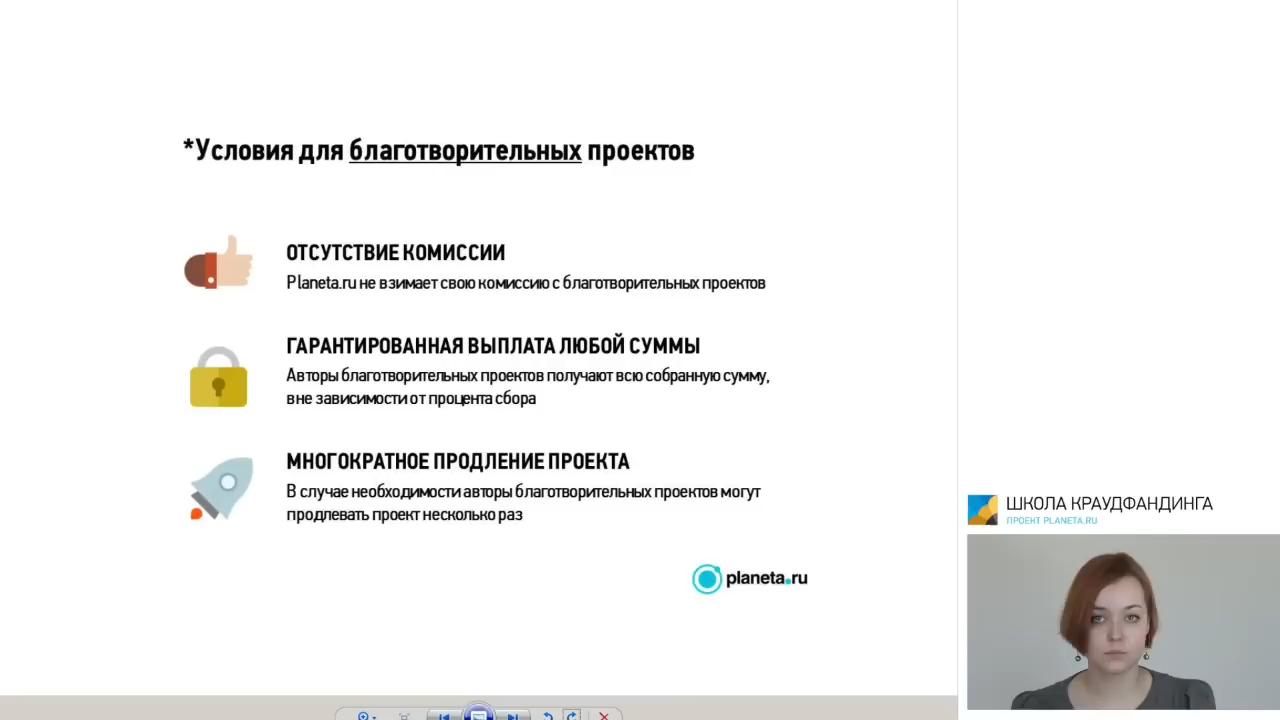 *Условия для благотворительных проектов
ОТСУТСТВИЕ КОМИССИИ
Planeta.ru не взимает свою комиссию с благотворительных проектов
ГАРАНТИРОВАННАЯ ВЫПЛАТА ЛЮБОЙ СУММЫ
Авторы благотворительных проектов получают всю собранную сумму,
вне зависимости от процента сбора
МНОГОКРАТНОЕ ПРОДЛЕНИЕ ПРОЕКТА
В случае необходимости авторы благотворительных проектов могут
продлевать проект несколько раз
planeta.ru
ШКОЛА КРАУДФАНДИНГА
ПРОЕКТ PLANETA.RU